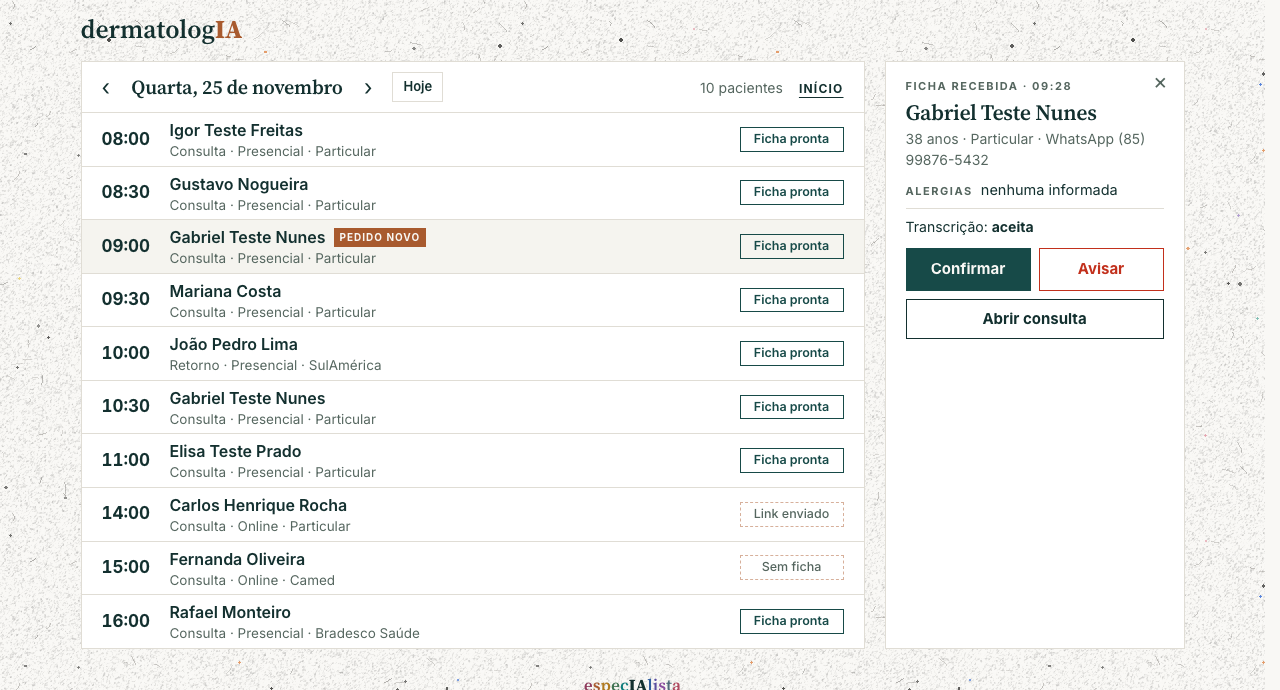 dermatologIA
Quarta, 25 de novembro
Hoje
10 pacientes
INÍCIO
08:00
Igor Teste Freitas
Consulta · Presencial · Particular
Ficha pronta
08:30
Gustavo Nogueira
Consulta · Presencial · Particular
Ficha pronta
09:00
Gabriel Teste Nunes PEDIDO NOVO
Consulta · Presencial · Particular
Ficha pronta
09:30
Mariana Costa
Consulta · Presencial · Particular
Ficha pronta
10:00
João Pedro Lima
Retorno · Presencial · SulAmérica
Ficha pronta
10:30
Gabriel Teste Nunes
Consulta · Presencial · Particular
Ficha pronta
11:00
Elisa Teste Prado
Consulta · Presencial · Particular
Ficha pronta
14:00
Carlos Henrique Rocha
Consulta · Online · Particular
Link enviado
15:00
Fernanda Oliveira
Consulta · Online · Camed
Sem ficha
16:00
Rafael Monteiro
Consulta · Presencial · Bradesco Saúde
Ficha pronta
FICHA RECEBIDA · 09:28
Gabriel Teste Nunes
38 anos · Particular · WhatsApp (85)
99876-5432
ALERGIAS nenhuma informada
Transcrição: aceita
Confirmar
Avisar
Abrir consulta
especIAlista